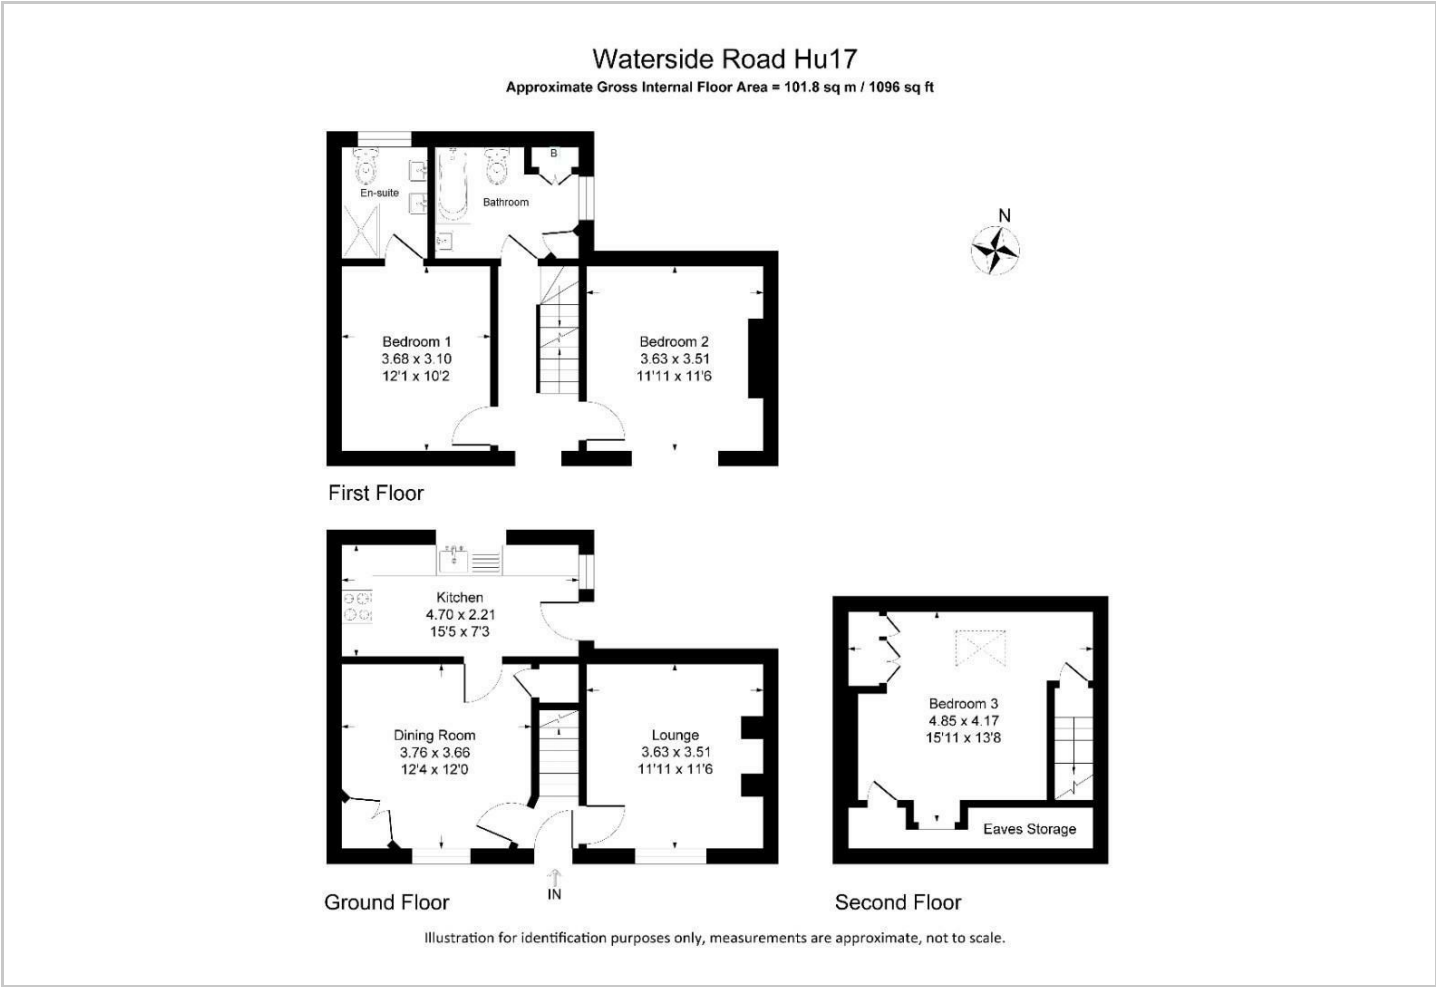 Waterside Road Hu17
Approximate Gross Internal Floor Area = 101.8 sq m / 1096 sq ft
En-suite
Bathroom
B
Bedroom 1
3.68 x 3.10
12'1 x 10'2
Bedroom 2
3.63 x 3.51
11'11 x 11'6
First Floor
N
Kitchen
4.70 x 2.21
15'5 x 7'3
Dining Room
3.76 x 3.66
12'4 x 12'0
Lounge
3.63 x 3.51
11'11 x 11'6
IN
Ground Floor
Bedroom 3
4.85 x 4.17
15'11 x 13'8
Eaves Storage
Second Floor
Illustration for identification purposes only, measurements are approximate, not to scale.